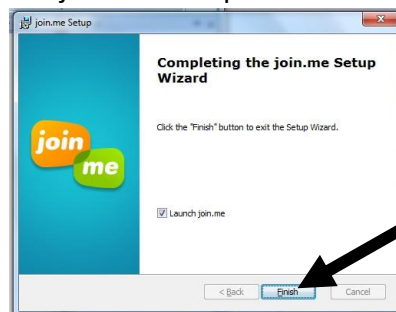 join.me Setup
Completing the join.me Setup
Wizard
Click the "Finish" button to exit the Setup Wizard.
join
me
Launch join.me
< Back
Finish
Cancel